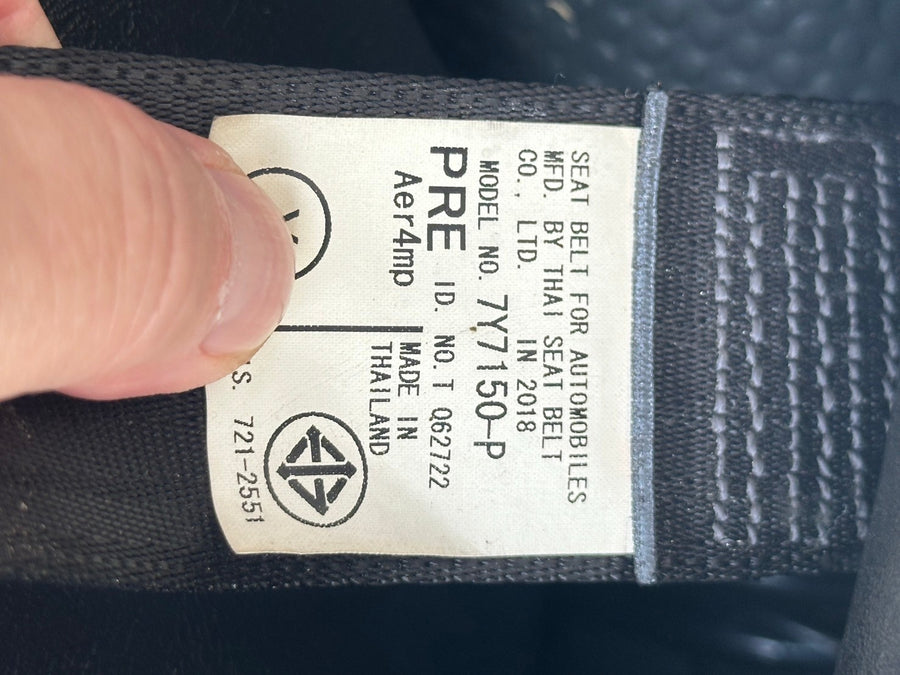 SEAT BELT FOR AUTOMOBILES
MFD. BY THAI SEAT BELT
CO., LTD. IN 2018
MODEL NO. 7Y7150-P
PRE ID. NO. T Q62722
Aer4mp
MADE IN
THAILAND
S. 721-2551